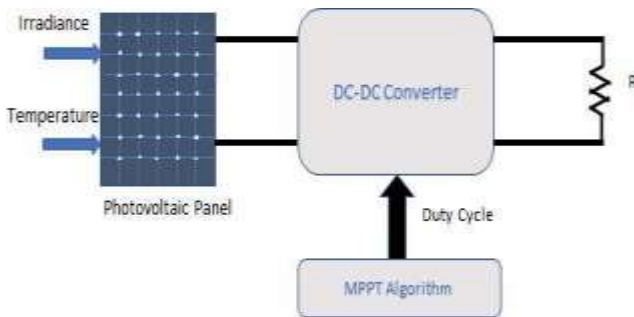 Irradiance
Temperature
Photovoltaic Panel
DC-DC Converter
R
Duty Cycle
MPPT Algorithm